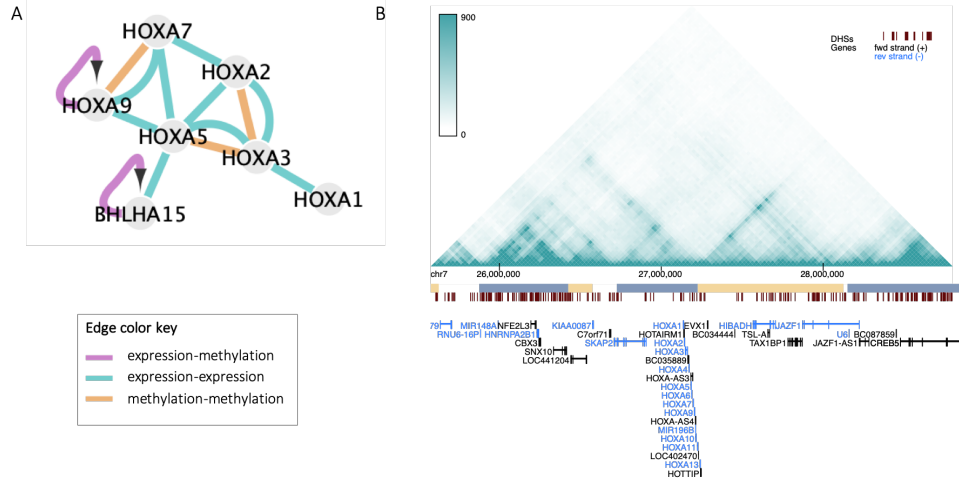 A
HOXA7
HOXA2
HOXA9
HOXA5
HOXA3
HOXA1
BHLHA15
Edge color key
expression-methylation
expression-expression
methylation-methylation
B
900
0
DHSs
Genes
fwd strand (+)
rev strand (-)
chr7
26,000,000
27,000,000
28,000,000
79 MIR148A NFE2L3 KIAA0087 HOXA1 EVX1 HIBADH JAZF1
RNU6-16P HNRNPA2B1 C7orf71 HOTAIRM1 BC034444 TSL-A U6 BC087859
CBX3 SKAP2 HOXA2 TAX1BP1 JAZF1-AS1 CREB5
SNX10 HOXA3
LOC441204 BC035889
HOXA4
HOXA-AS3
HOXA5
HOXA6
HOXA7
HOXA9
HOXA-AS4
MIR196B
HOXA10
HOXA11
LOC402470
HOXA13
HOTTIP